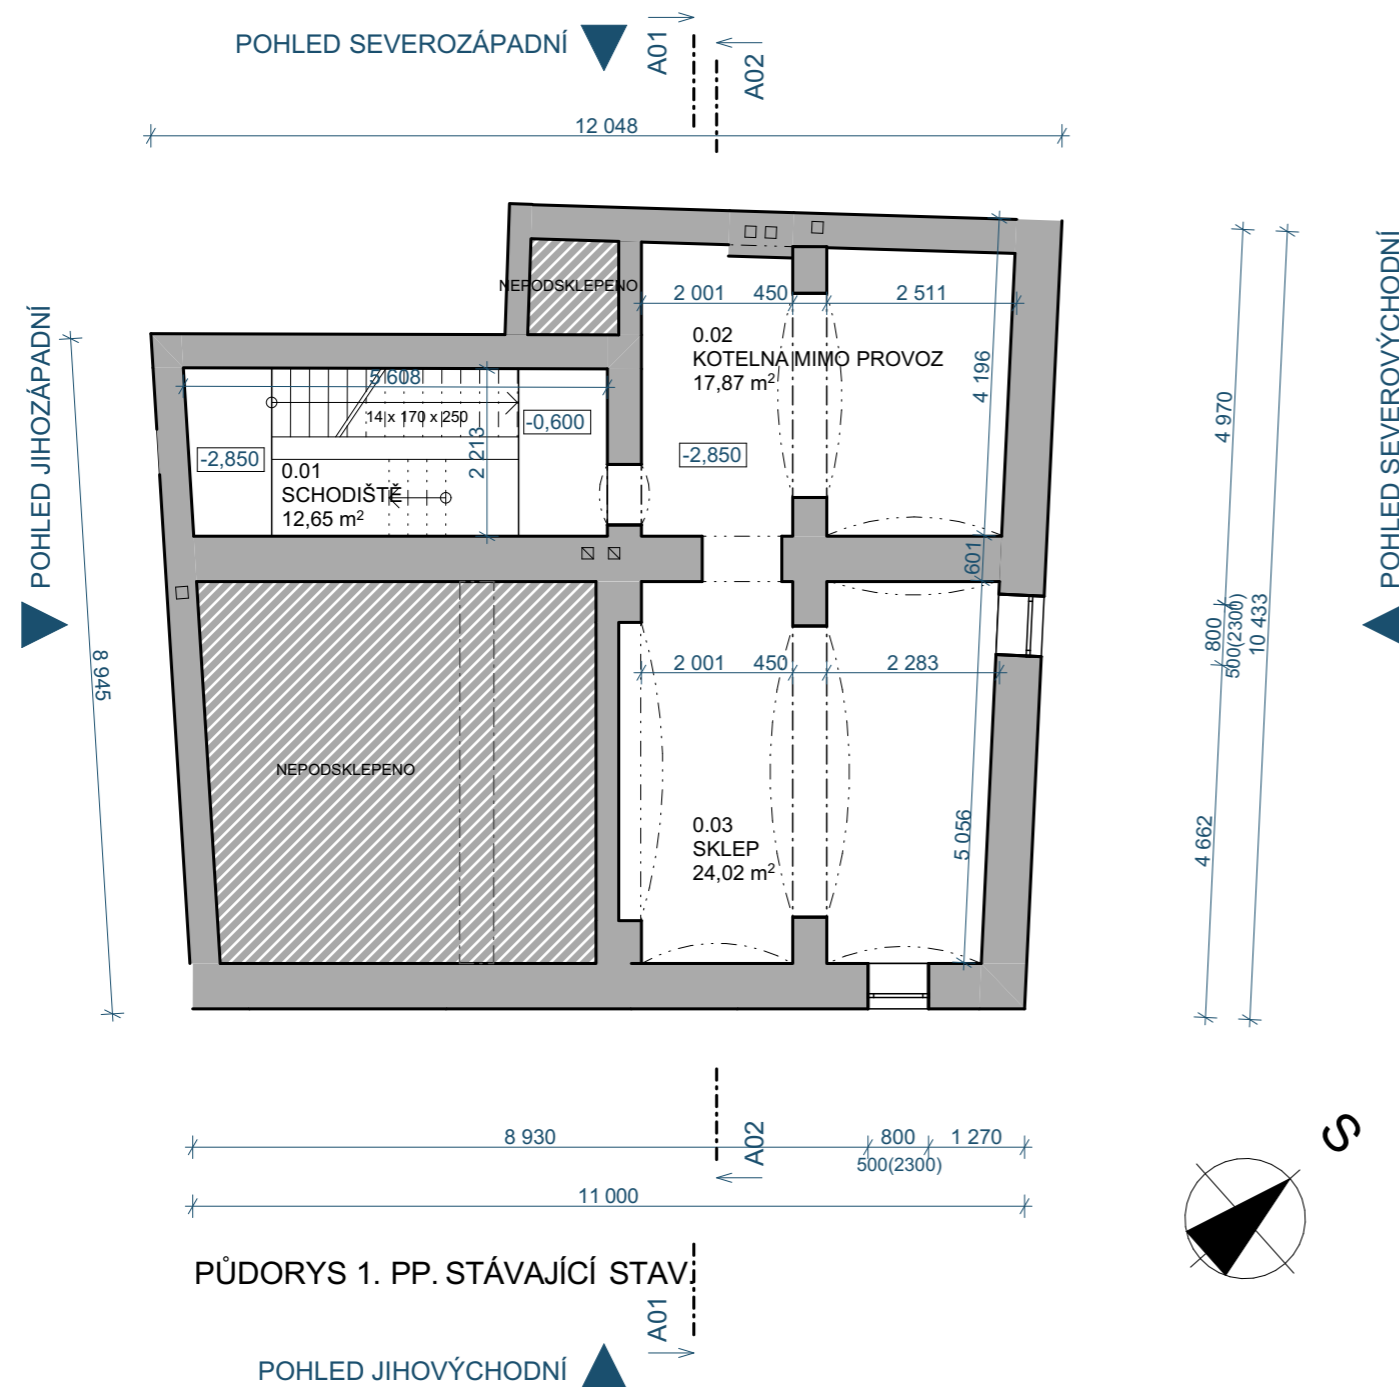 POHLED SEVEROZÁPADNÍ
A01
A02
12 048
NEPODSKLEPENO
2 001
450
2 511
0.02
KOTELNA MIMO PROVOZ
17,87 m²
4 196
5 608
14 x 170 x 250
-0,600
-2,850
2 213
0.01
SCHODIŠTĚ
12,65 m²
-2,850
POHLED JIHOZÁPADNÍ
8 945
POHLED SEVEROVÝCHODNÍ
4 970
800
500(2300)
10 433
4 662
601
2 001
450
2 283
NEPODSKLEPENO
0.03
SKLEP
24,02 m²
5 056
8 930
A02
800
1 270
500(2300)
11 000
S
PŮDORYS 1. PP. STÁVAJÍCÍ STAV.
A01
POHLED JIHOVÝCHODNÍ